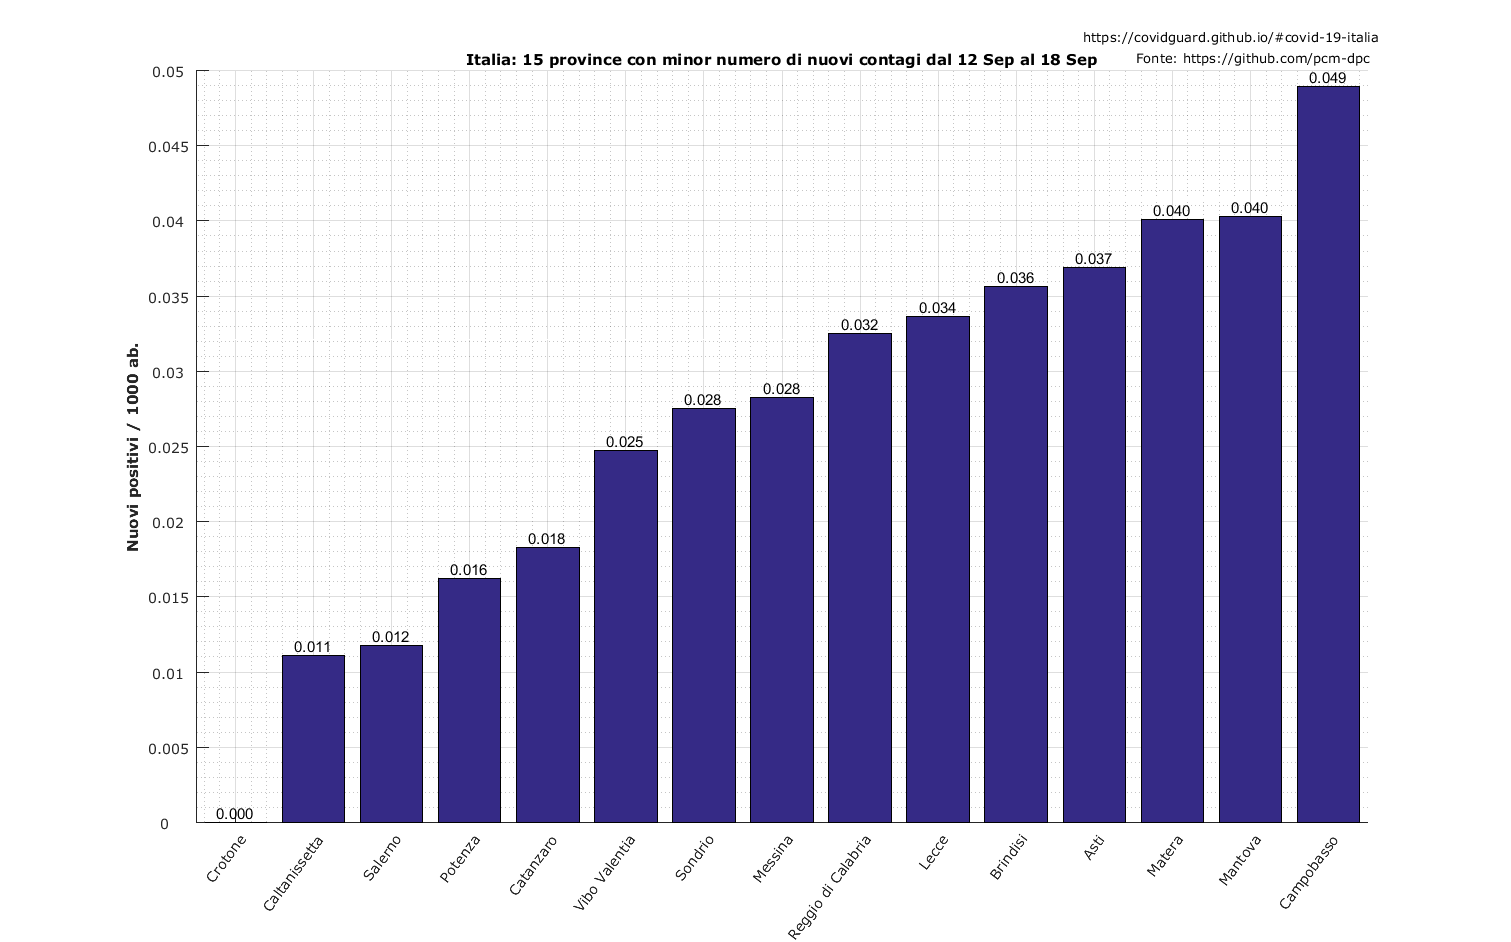 https://covidguard.github.io/#covid-19-italia
Italia: 15 province con minor numero di nuovi contagi dal 12 Sep al 18 Sep
Fonte: https://github.com/pcm-dpc
Nuovi positivi / 1000 ab.
0.05
0.045
0.04
0.035
0.03
0.025
0.02
0.015
0.01
0.005
0
0.000
0.011
0.012
0.016
0.018
0.025
0.028
0.028
0.032
0.034
0.036
0.037
0.040
0.040
0.049
Crotone
Caltanissetta
Salerno
Potenza
Catanzaro
Vibo Valentia
Sondrio
Messina
Reggio di Calabria
Lecce
Brindisi
Asti
Matera
Mantova
Campobasso